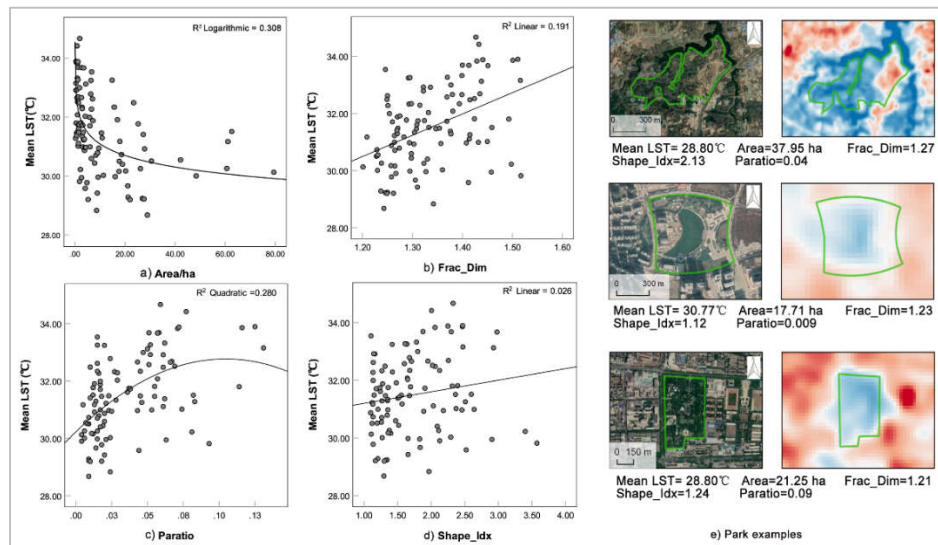 R² Logarithmic = 0.308
34.00
32.00
30.00
28.00
Mean LST(℃)
.00 20.00 40.00 60.00 80.00
a) Area/ha
R² Linear = 0.191
34.00
32.00
30.00
28.00
Mean LST (℃)
1.20 1.30 1.40 1.50 1.60
b) Frac_Dim
R² Quadratic =0.280
34.00
32.00
30.00
28.00
Mean LST (℃)
.00 .03 .05 .08 .10 .13
c) Paratio
R² Linear = 0.026
34.00
32.00
30.00
28.00
Mean LST (℃)
1.00 1.50 2.00 2.50 3.00 3.50 4.00
d) Shape_Idx
0 300 m
Mean LST= 28.80℃ Area=37.95 ha Frac_Dim=1.27
Shape_Idx=2.13 Paratio=0.04
0 300 m
Mean LST= 30.77℃ Area=17.71 ha Frac_Dim=1.23
Shape_Idx=1.12 Paratio=0.009
0 150 m
Mean LST= 28.80℃ Area=21.25 ha Frac_Dim=1.21
Shape_Idx=1.24 Paratio=0.09
e) Park examples